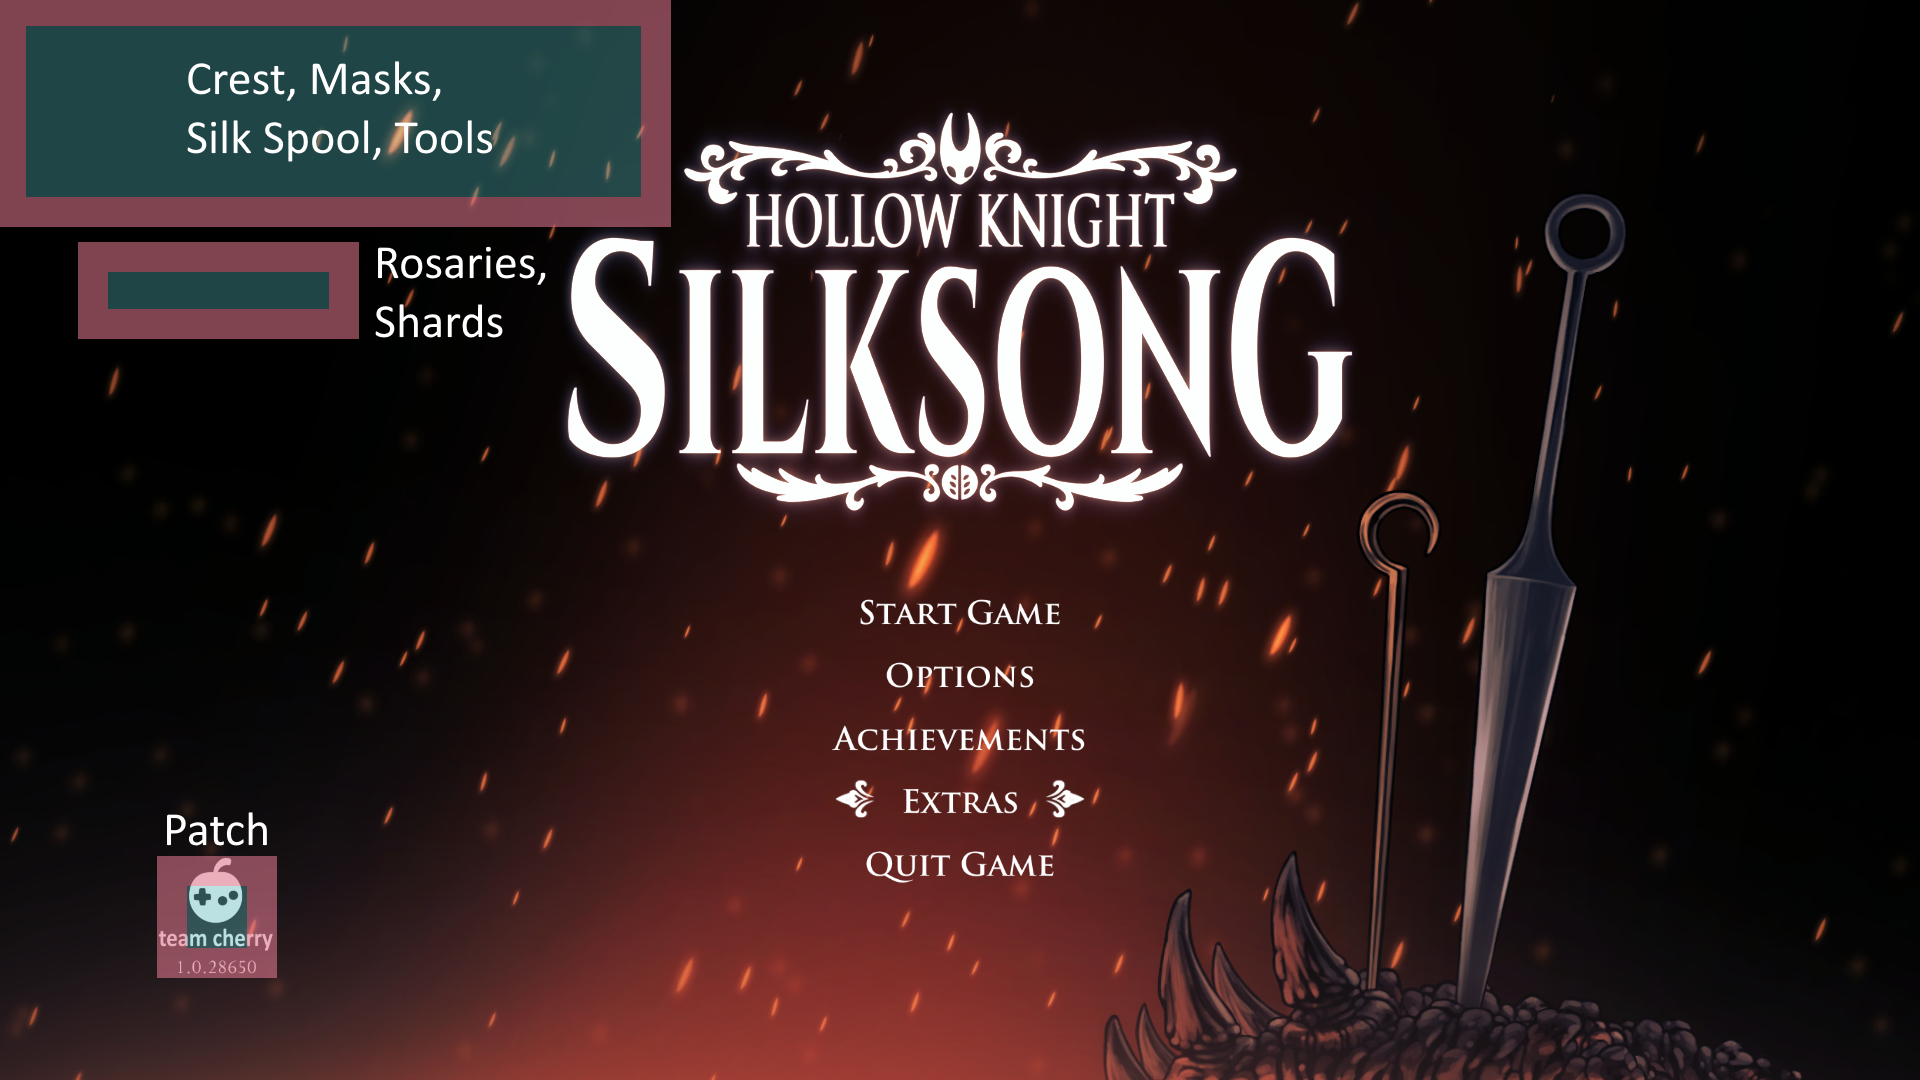 Crest, Masks,
Silk Spool, Tools
Rosaries,
Shards
HOLLOW KNIGHT
SILKSONG
START GAME
OPTIONS
ACHIEVEMENTS
EXTRAS
QUIT GAME
Patch
team cherry
1.0.28650